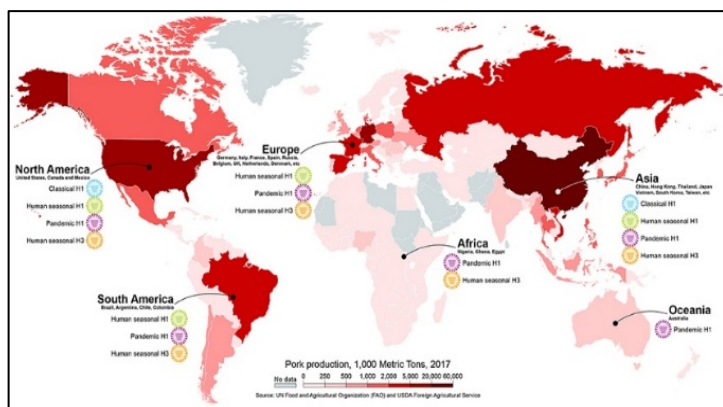 North America
United States, Canada and Mexico
Classical H1
Human seasonal H1
Pandemic H1
Human seasonal H3
Europe
Germany, Italy, France, Spain, Russia,
Belgium, UK, Netherlands, Denmark, etc
Human seasonal H1
Pandemic H1
Human seasonal H3
Asia
China, Hong Kong, Thailand, Japan
Vietnam, South Korea, Taiwan, etc
Classical H1
Human seasonal H1
Pandemic H1
Human seasonal H3
Africa
Nigeria, Ghana, Egypt
Pandemic H1
Human seasonal H3
South America
Brazil, Argentina, Chile, Colombia
Human seasonal H1
Pandemic H1
Human seasonal H3
Oceania
Australia
Pandemic H1
Pork production, 1,000 Metric Tons, 2017
No data
0 250 500 1,000 2,000 5,000 20,000 60,000
Source: UN Food and Agricultural Organization (FAO) and USDA Foreign Agricultural Service